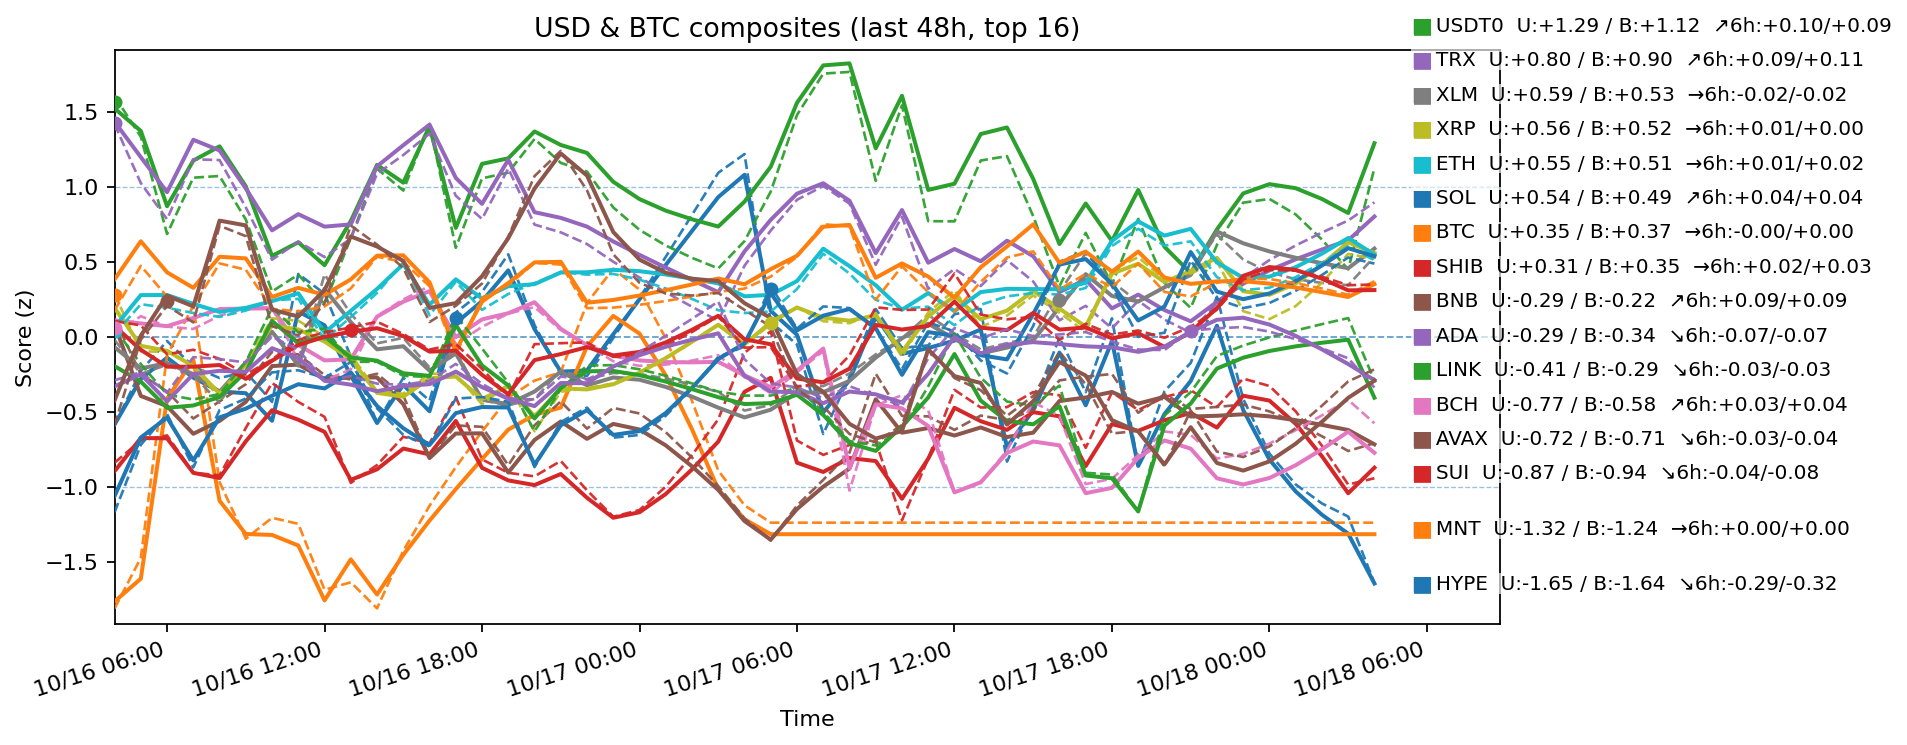 USD & BTC composites (last 48h, top 16)
USDT0 U:+1.29 / B:+1.12 ↗6h:+0.10/+0.09
TRX U:+0.80 / B:+0.90 ↗6h:+0.09/+0.11
XLM U:+0.59 / B:+0.53 →6h:-0.02/-0.02
XRP U:+0.56 / B:+0.52 →6h:+0.01/+0.00
ETH U:+0.55 / B:+0.51 →6h:+0.01/+0.02
SOL U:+0.54 / B:+0.49 ↗6h:+0.04/+0.04
BTC U:+0.35 / B:+0.37 →6h:-0.00/+0.00
SHIB U:+0.31 / B:+0.35 →6h:+0.02/+0.03
BNB U:-0.29 / B:-0.22 ↗6h:+0.09/+0.09
ADA U:-0.29 / B:-0.34 ↘6h:-0.07/-0.07
LINK U:-0.41 / B:-0.29 ↘6h:-0.03/-0.03
BCH U:-0.77 / B:-0.58 ↗6h:+0.03/+0.04
AVAX U:-0.72 / B:-0.71 ↘6h:-0.03/-0.04
SUI U:-0.87 / B:-0.94 ↘6h:-0.04/-0.08
MNT U:-1.32 / B:-1.24 →6h:+0.00/+0.00
HYPE U:-1.65 / B:-1.64 ↘6h:-0.29/-0.32
Score (z)
1.5
1.0
0.5
0.0
−0.5
−1.0
−1.5
10/16 06:00
10/16 12:00
10/16 18:00
10/17 00:00
10/17 06:00
10/17 12:00
10/17 18:00
10/18 00:00
10/18 06:00
Time